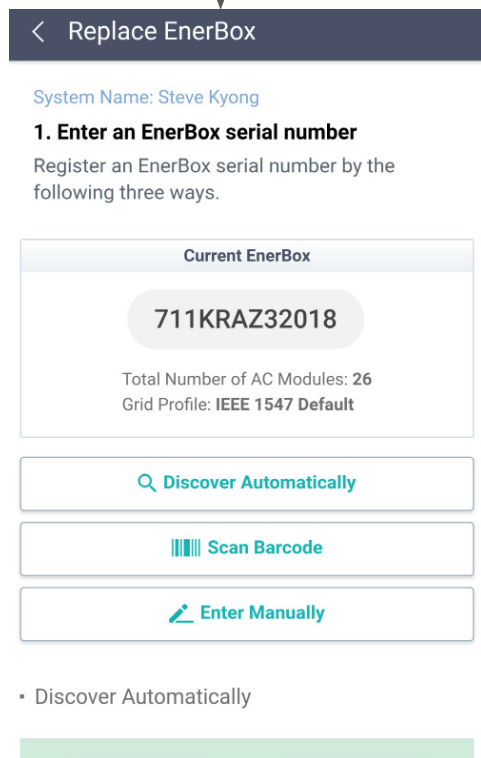 Replace EnerBox
System Name: Steve Kyong
1. Enter an EnerBox serial number
Register an EnerBox serial number by the
following three ways.
Current EnerBox
711KRAZ32018
Total Number of AC Modules: 26
Grid Profile: IEEE 1547 Default
Discover Automatically
Scan Barcode
Enter Manually
• Discover Automatically